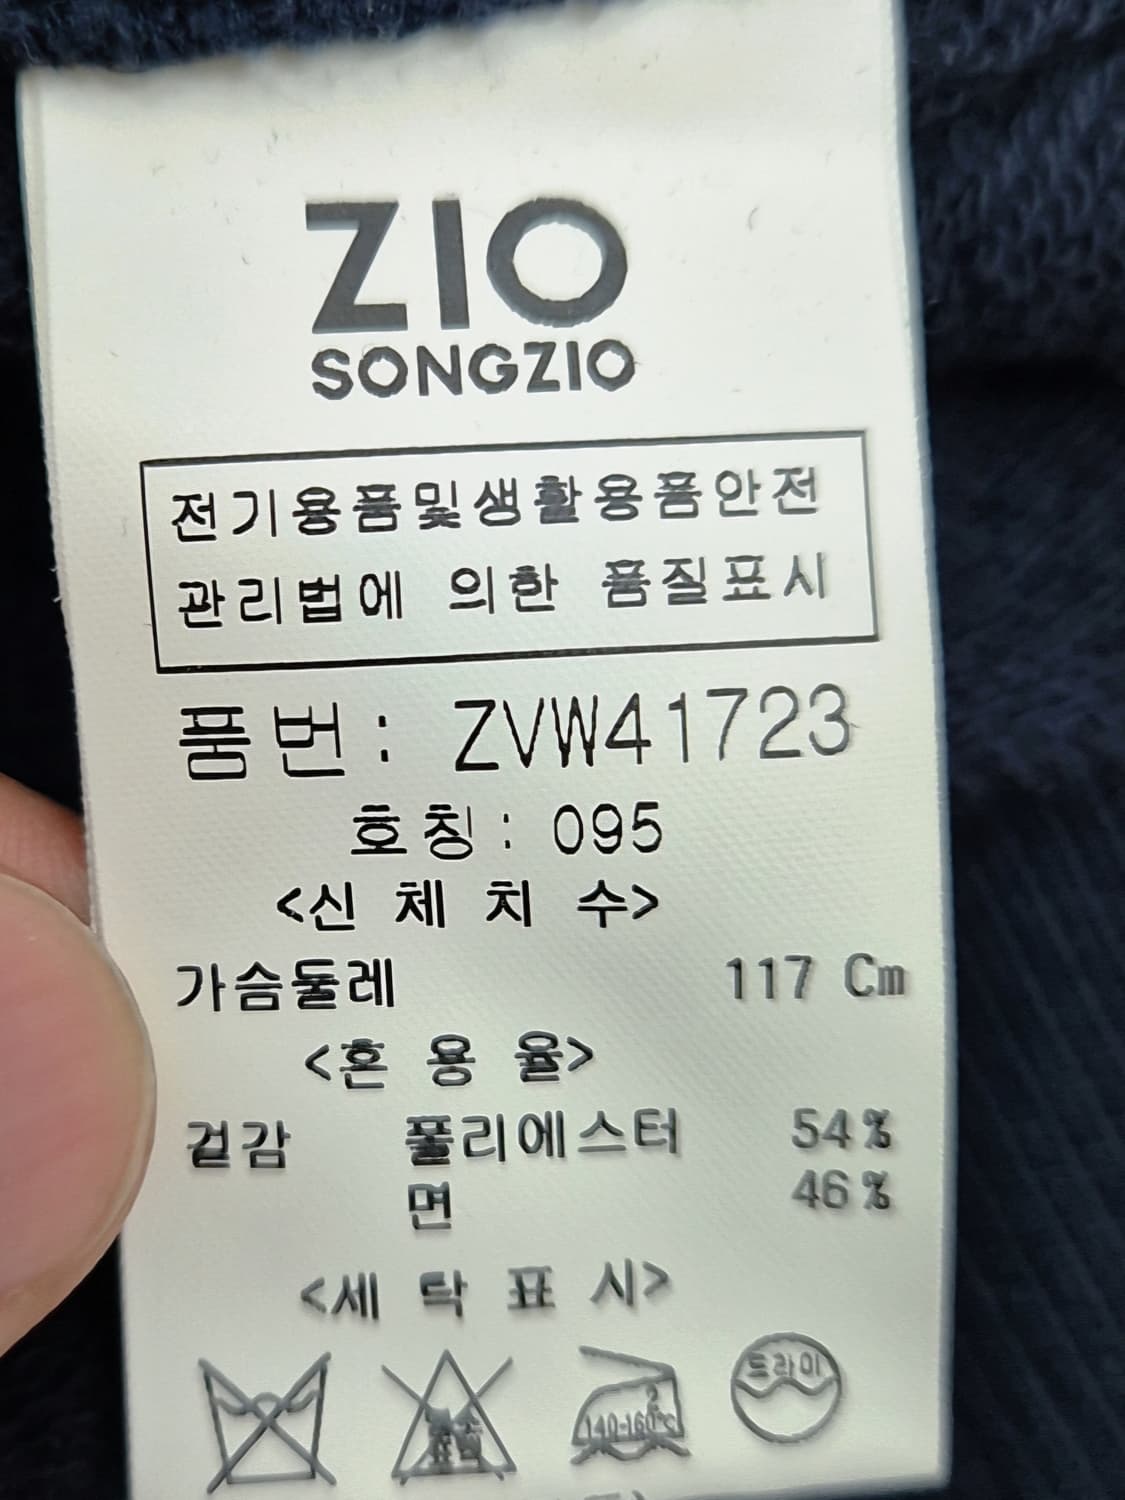 ZIO
SONGZIO
전기용품및생활용품안전
관리법에 의한 품질표시
품번: ZVW41723
호칭: 095
<신 체 치 수>
가슴둘레 117 Cm
<혼 용 율>
겉감 폴리에스터 54%
면 46%
<세 탁 표 시>
2
140-160°C
드라이